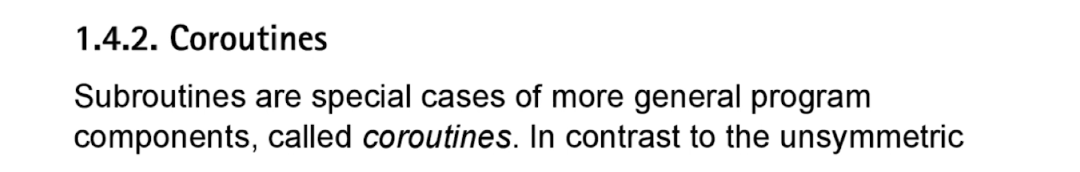 1.4.2. Coroutines
Subroutines are special cases of more general program
components, called coroutines. In contrast to the unsymmetric